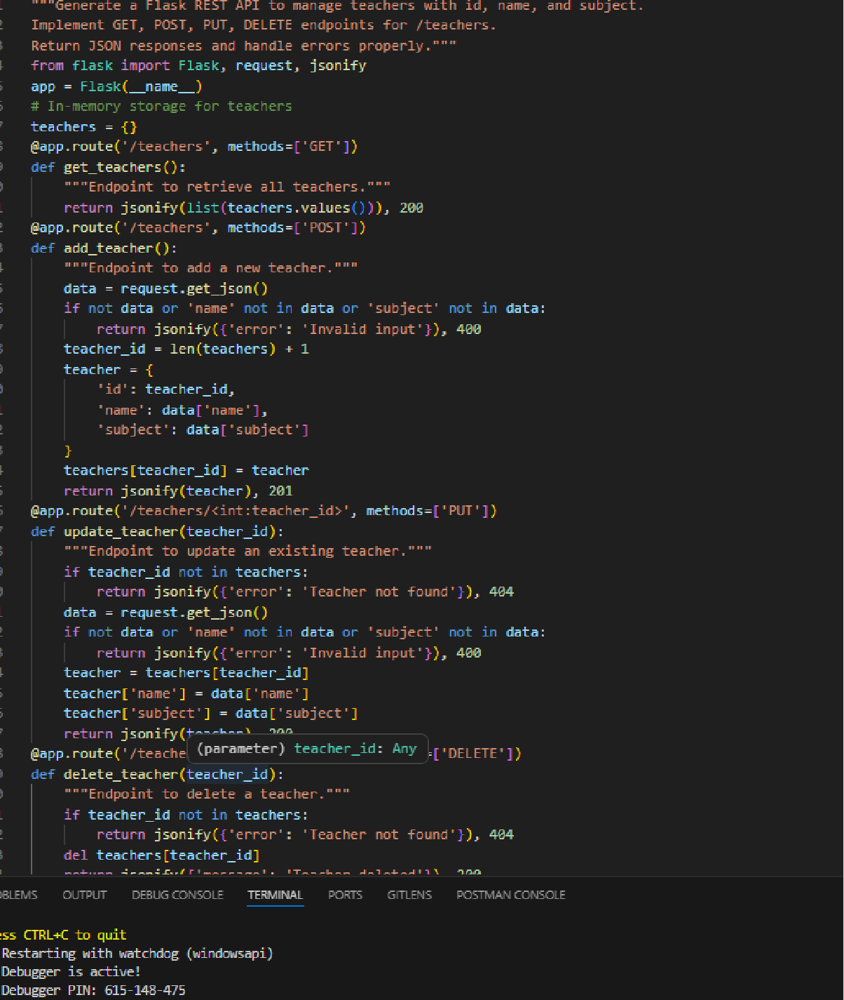 """Generate a Flask REST API to manage teachers with id, name, and subject.
Implement GET, POST, PUT, DELETE endpoints for /teachers.
Return JSON responses and handle errors properly."""
from flask import Flask, request, jsonify
app = Flask(__name__)
# In-memory storage for teachers
teachers = {}
@app.route('/teachers', methods=['GET'])
def get_teachers():
    """Endpoint to retrieve all teachers."""
    return jsonify(list(teachers.values())), 200
@app.route('/teachers', methods=['POST'])
def add_teacher():
    """Endpoint to add a new teacher."""
    data = request.get_json()
    if not data or 'name' not in data or 'subject' not in data:
        return jsonify({'error': 'Invalid input'}), 400
    teacher_id = len(teachers) + 1
    teacher = {
        'id': teacher_id,
        'name': data['name'],
        'subject': data['subject']
    }
    teachers[teacher_id] = teacher
    return jsonify(teacher), 201
@app.route('/teachers/<int:teacher_id>', methods=['PUT'])
def update_teacher(teacher_id):
    """Endpoint to update an existing teacher."""
    if teacher_id not in teachers:
        return jsonify({'error': 'Teacher not found'}), 404
    data = request.get_json()
    if not data or 'name' not in data or 'subject' not in data:
        return jsonify({'error': 'Invalid input'}), 400
    teacher = teachers[teacher_id]
    teacher['name'] = data['name']
    teacher['subject'] = data['subject']
    return jsonify(teacher), 200
@app.route('/teache (parameter) teacher_id: Any =['DELETE'])
def delete_teacher(teacher_id):
    """Endpoint to delete a teacher."""
    if teacher_id not in teachers:
        return jsonify({'error': 'Teacher not found'}), 404
    del teachers[teacher_id]
    return jsonify({'message': 'Teacher deleted'}), 200
OBLEMS OUTPUT DEBUG CONSOLE TERMINAL PORTS GITLENS POSTMAN CONSOLE
ess CTRL+C to quit
Restarting with watchdog (windowsapi)
Debugger is active!
Debugger PIN: 615-148-475